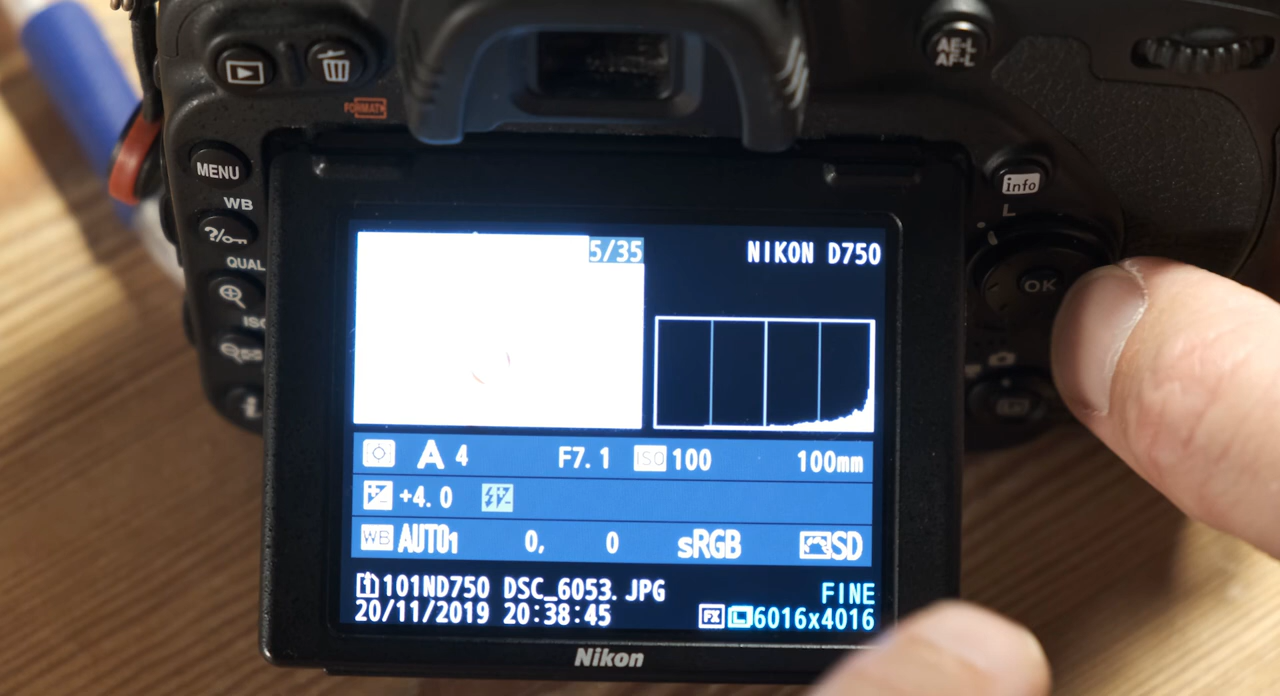 FORMAT
AE-L
AF-L
MENU
WB
?/
QUAL
info
L
OK
5/35
NIKON D750
A 4 F7.1 ISO 100 100mm
+4.0
WB AUTO1 0, 0 sRGB SD
1 101ND750 DSC_6053.JPG FINE
20/11/2019 20:38:45 FX L 6016x4016
Nikon